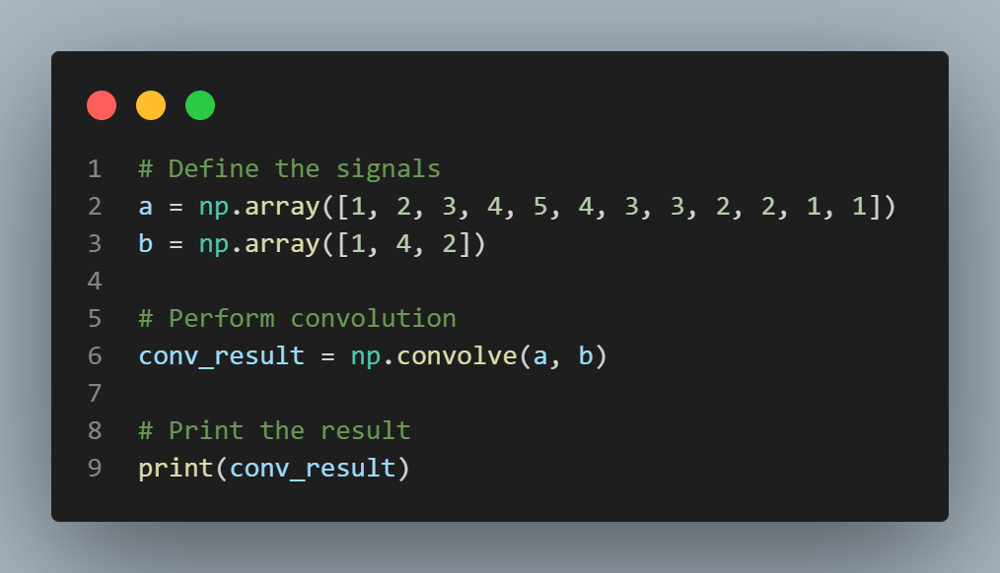 1 # Define the signals
2 a = np.array([1, 2, 3, 4, 5, 4, 3, 3, 2, 2, 1, 1])
3 b = np.array([1, 4, 2])
4
5 # Perform convolution
6 conv_result = np.convolve(a, b)
7
8 # Print the result
9 print(conv_result)